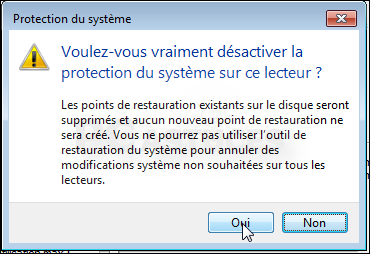 Protection du système
Voulez-vous vraiment désactiver la
protection du système sur ce lecteur ?
Les points de restauration existants sur le disque seront
supprimés et aucun nouveau point de restauration ne
sera créé. Vous ne pourrez pas utiliser l'outil de
restauration du système pour annuler des
modifications système non souhaitées sur tous les
lecteurs.
Oui
Non